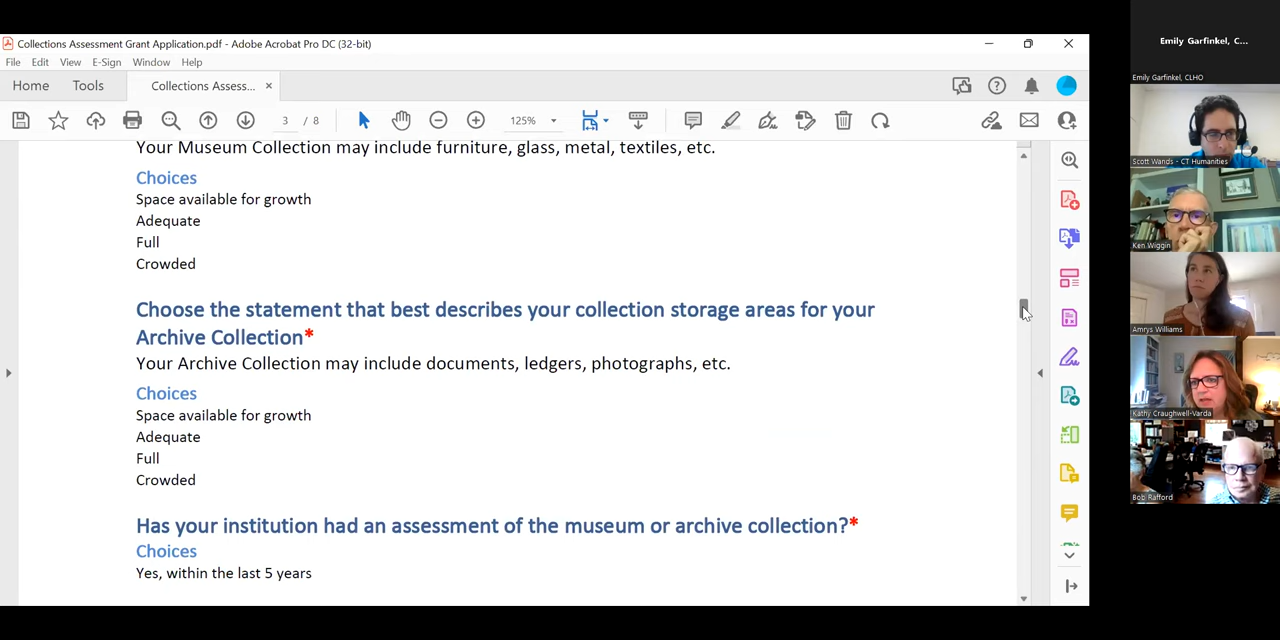 Collections Assessment Grant Application.pdf - Adobe Acrobat Pro DC (32-bit)
File Edit View E-Sign Window Help
Home Tools Collections Assess... ×
3 / 8 125%
Your Museum Collection may include furniture, glass, metal, textiles, etc.
Choices
Space available for growth
Adequate
Full
Crowded
Choose the statement that best describes your collection storage areas for your
Archive Collection*
Your Archive Collection may include documents, ledgers, photographs, etc.
Choices
Space available for growth
Adequate
Full
Crowded
Has your institution had an assessment of the museum or archive collection?*
Choices
Yes, within the last 5 years
Emily Garfinkel, C...
Emily Garfinkel, CLHO
Scott Wands - CT Humanities
Ken Wiggin
Amrys Williams
Kathy Craughwell-Varda
Bob Rafford